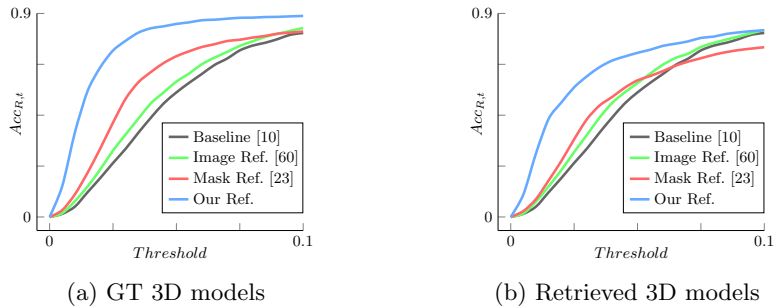 0.9
Acc_{R,t}
0
Baseline [10]
Image Ref. [60]
Mask Ref. [23]
Our Ref.
0
0.1
Threshold
(a) GT 3D models
0.9
Acc_{R,t}
0
Baseline [10]
Image Ref. [60]
Mask Ref. [23]
Our Ref.
0
0.1
Threshold
(b) Retrieved 3D models